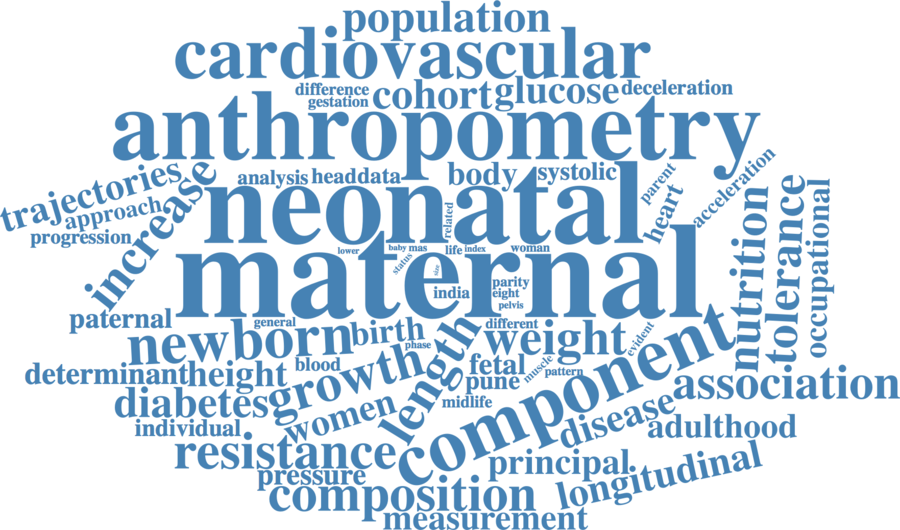 population
cardiovascular
difference
gestation
cohort
glucose
deceleration
anthropometry
trajectories
approach
progression
increase
analysis
head
data
body
systolic
parent
heart
acceleration
neonatal
related
lower
baby
mas
status
size
life
index
woman
maternal
india
parity
eight
pelvis
nutrition
tolerance
occupational
paternal
general
newborn
birth
phase
length
different
weight
evident
determinant
height
blood
growth
fetal
pune
muscle
pattern
midlife
component
association
diabetes
women
disease
individual
adulthood
resistance
pressure
principal
longitudinal
composition
measurement